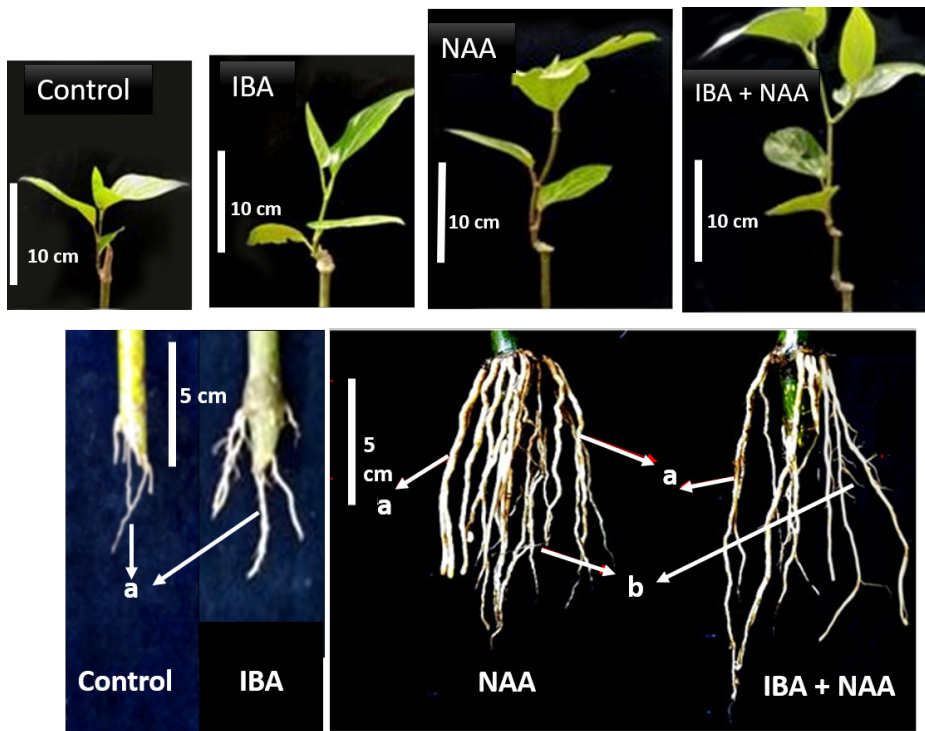 Control
IBA
NAA
IBA + NAA
10 cm
10 cm
10 cm
10 cm
5 cm
5
cm
a
a
a
b
Control
IBA
NAA
IBA + NAA